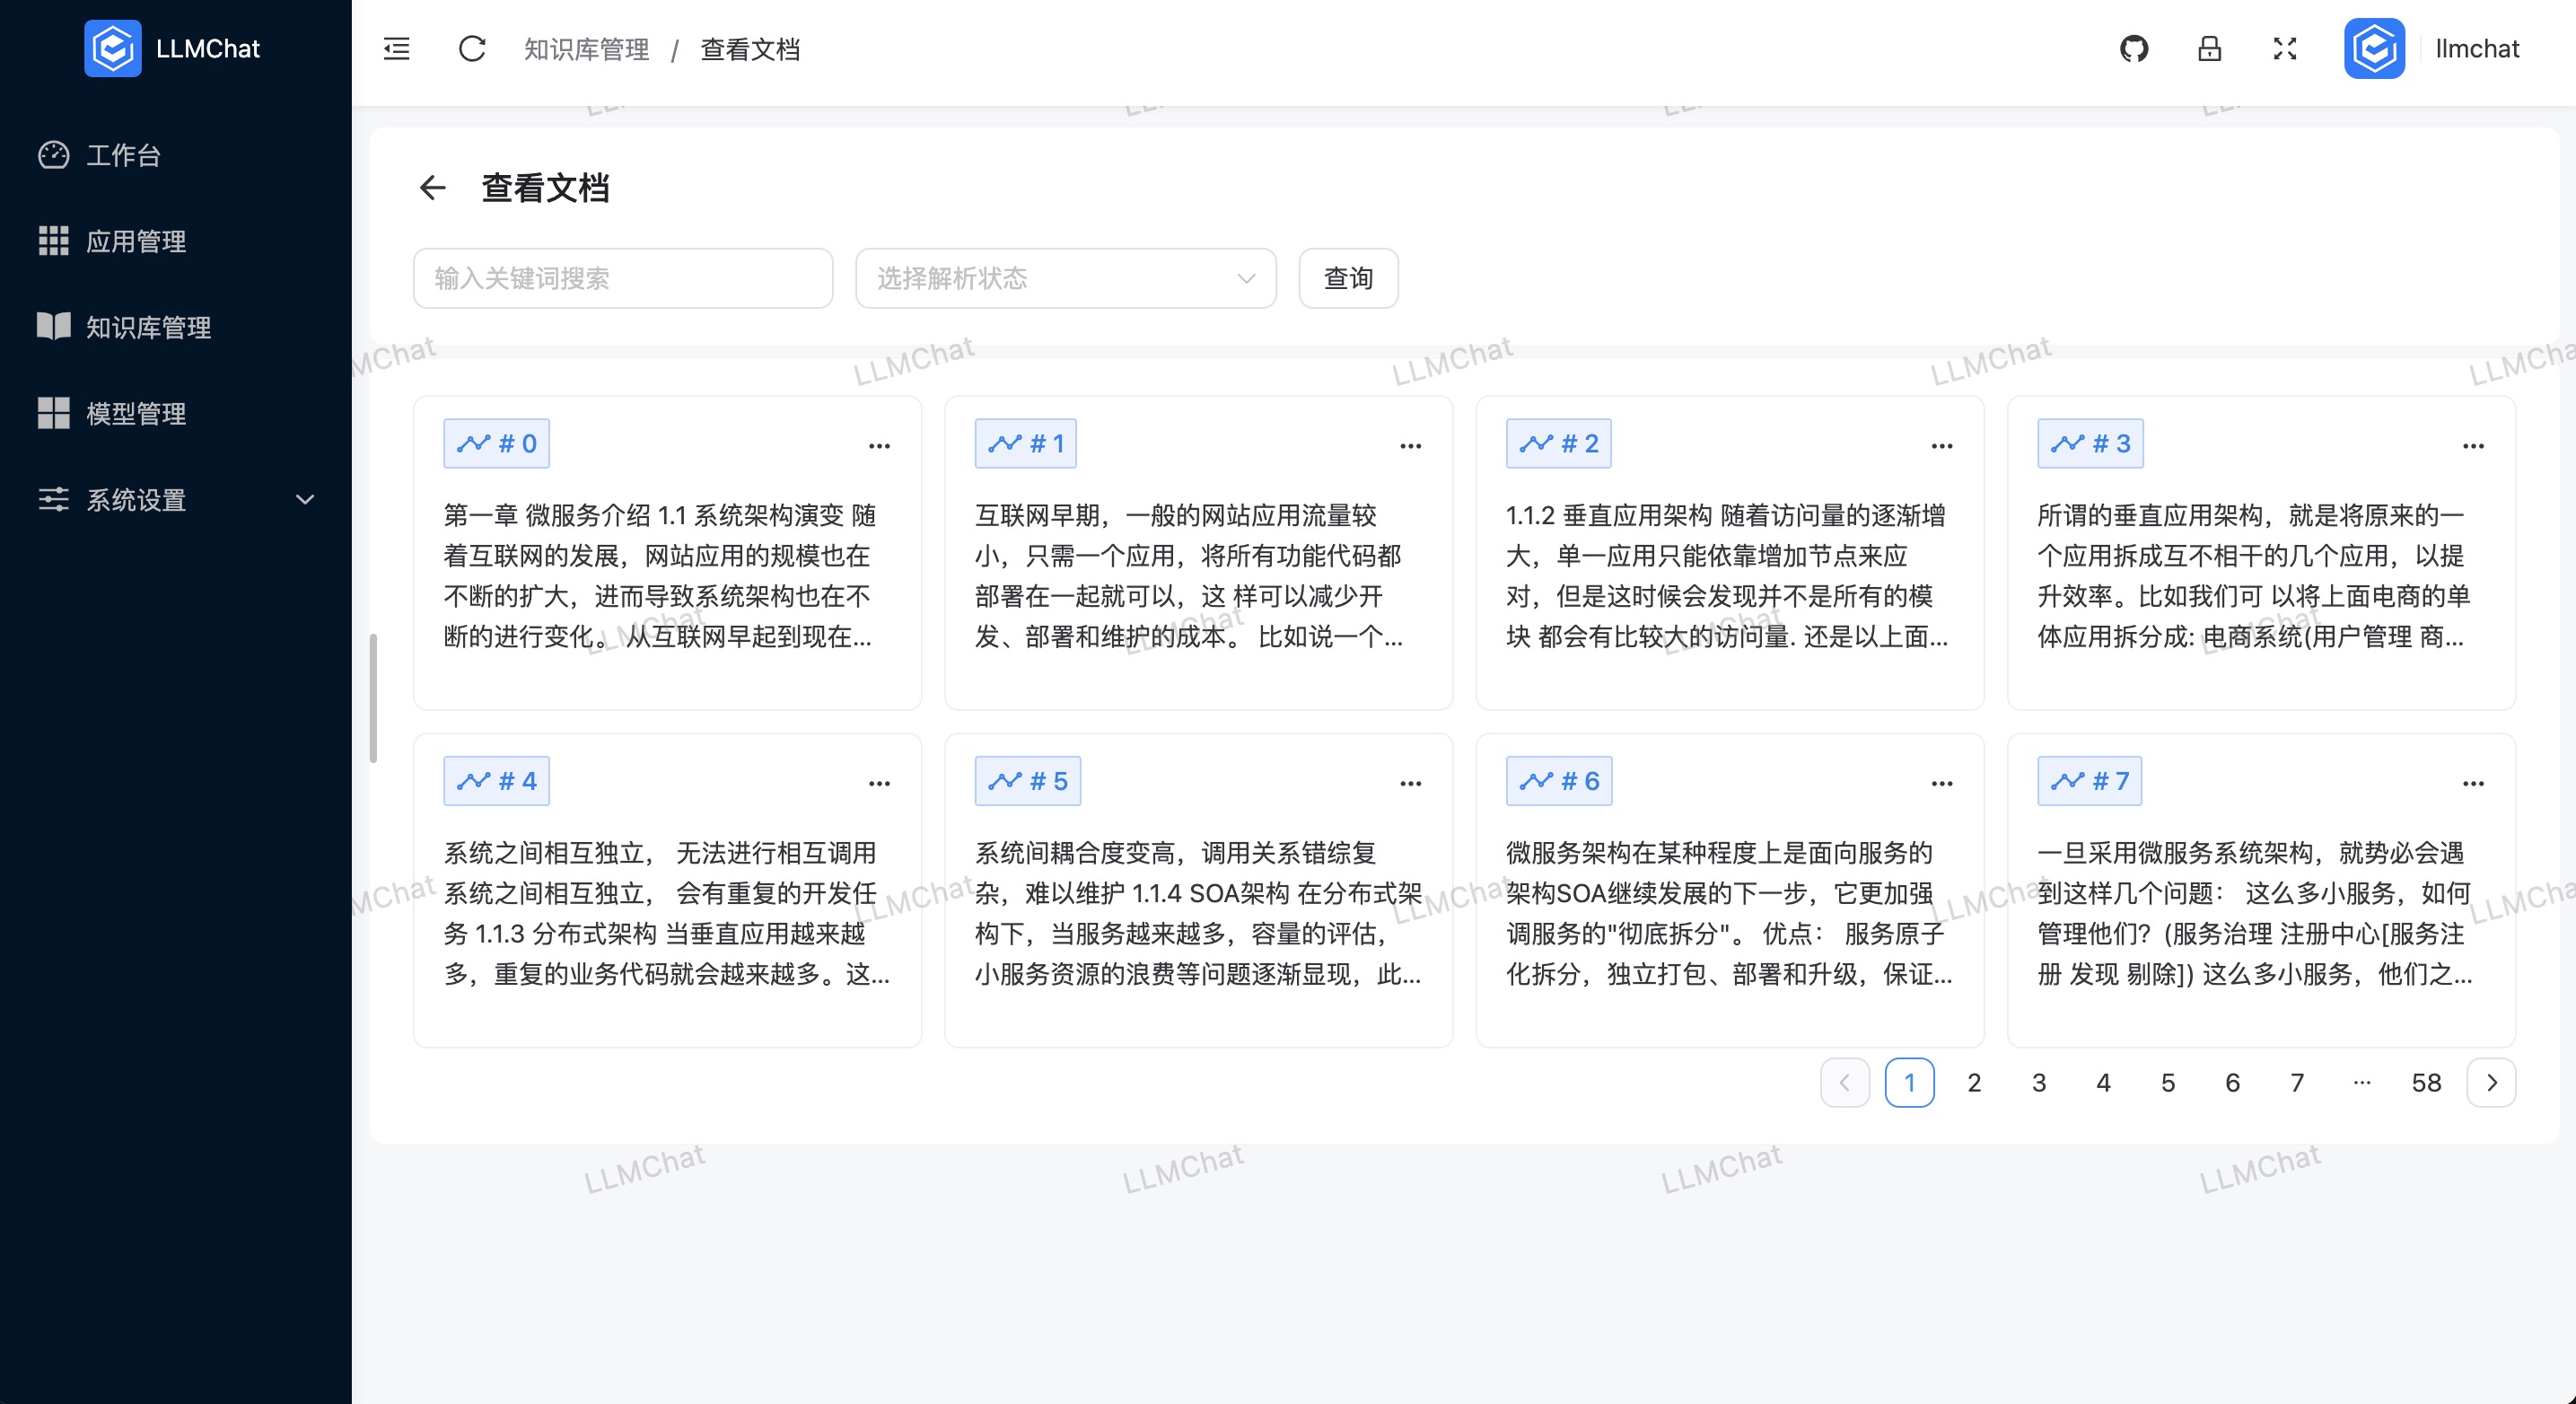 LLMChat
知识库管理 / 查看文档
llmchat
工作台
应用管理
知识库管理
模型管理
系统设置
查看文档
输入关键词搜索
选择解析状态
查询
# 0
第一章 微服务介绍 1.1 系统架构演变 随
着互联网的发展，网站应用的规模也在
不断的扩大，进而导致系统架构也在不
断的进行变化。 从互联网早起到现在...
# 1
互联网早期，一般的网站应用流量较
小，只需一个应用，将所有功能代码都
部署在一起就可以，这 样可以减少开
发、部署和维护的成本。 比如说一个...
# 2
1.1.2 垂直应用架构 随着访问量的逐渐增
大，单一应用只能依靠增加节点来应
对，但是这时候会发现并不是所有的模
块 都会有比较大的访问量. 还是以上面...
# 3
所谓的垂直应用架构，就是将原来的一
个应用拆成互不相干的几个应用，以提
升效率。比如我们可 以将上面电商的单
体应用拆分成: 电商系统(用户管理 商...
# 4
系统之间相互独立， 无法进行相互调用
系统之间相互独立， 会有重复的开发任
务 1.1.3 分布式架构 当垂直应用越来越
多，重复的业务代码就会越来越多。这...
# 5
系统间耦合度变高，调用关系错综复
杂，难以维护 1.1.4 SOA架构 在分布式架
构下，当服务越来越多，容量的评估，
小服务资源的浪费等问题逐渐显现，此...
# 6
微服务架构在某种程度上是面向服务的
架构SOA继续发展的下一步，它更加强
调服务的"彻底拆分"。 优点： 服务原子
化拆分，独立打包、部署和升级，保证...
# 7
一旦采用微服务系统架构，就势必会遇
到这样几个问题： 这么多小服务，如何
管理他们？(服务治理 注册中心[服务注
册 发现 剔除]) 这么多小服务，他们之...
1 2 3 4 5 6 7 ... 58
LLMChat
LLMChat
LLMChat
LLMChat
LLMChat
LLMChat
LLMChat
LLMChat
LLMChat
LLMChat
LLMChat
LLMChat
LLMChat
LLMChat